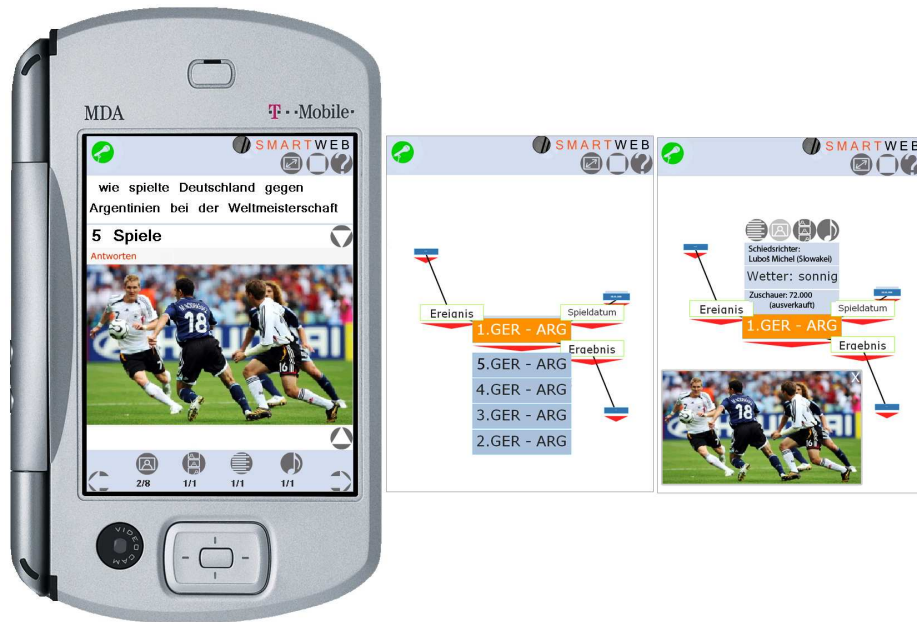 MDA
T··Mobile·
SMARTWEB
wie spielte Deutschland gegen
Argentinien bei der Weltmeisterschaft
5 Spiele
Antworten
18
2/8
1/1
1/1
1/1
VIDEO CAM
SMARTWEB
Ereignis
Spieldatum
1.GER - ARG
Ergebnis
5.GER - ARG
4.GER - ARG
3.GER - ARG
2.GER - ARG
SMARTWEB
Schiedsrichter:
Luboš Michel (Slowakei)
Wetter: sonnig
Zuschauer: 72.000
(ausverkauft)
Ereignis
Spieldatum
1.GER - ARG
Ergebnis
X
18